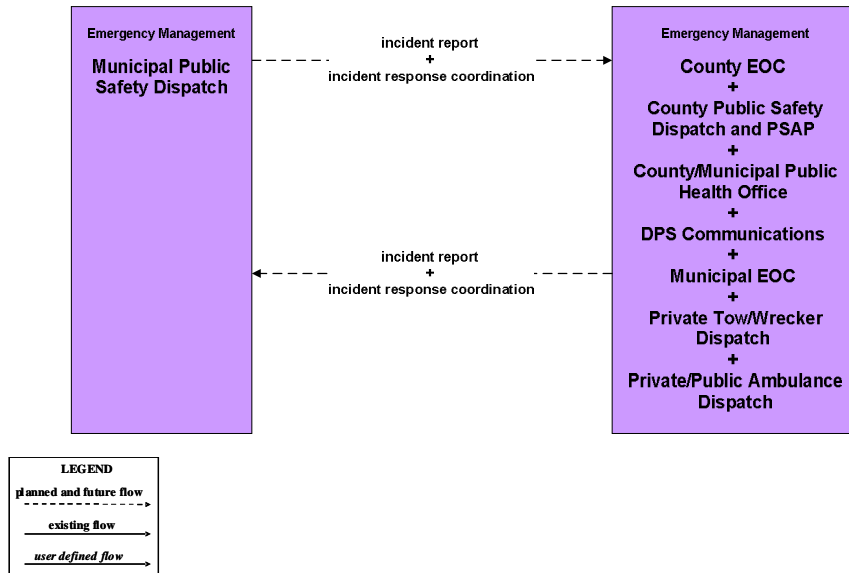 Emergency Management
Municipal Public
Safety Dispatch
incident report
+
incident response coordination
incident report
+
incident response coordination
Emergency Management
County EOC
+
County Public Safety
Dispatch and PSAP
+
County/Municipal Public
Health Office
+
DPS Communications
+
Municipal EOC
+
Private Tow/Wrecker
Dispatch
+
Private/Public Ambulance
Dispatch
LEGEND
planned and future flow
existing flow
user defined flow